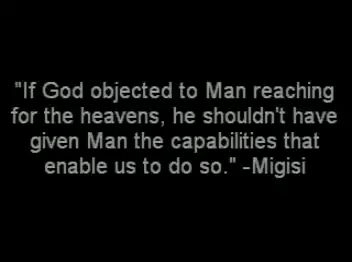 "If God objected to Man reaching
for the heavens, he shouldn't have
given Man the capabilities that
enable us to do so." -Migisi